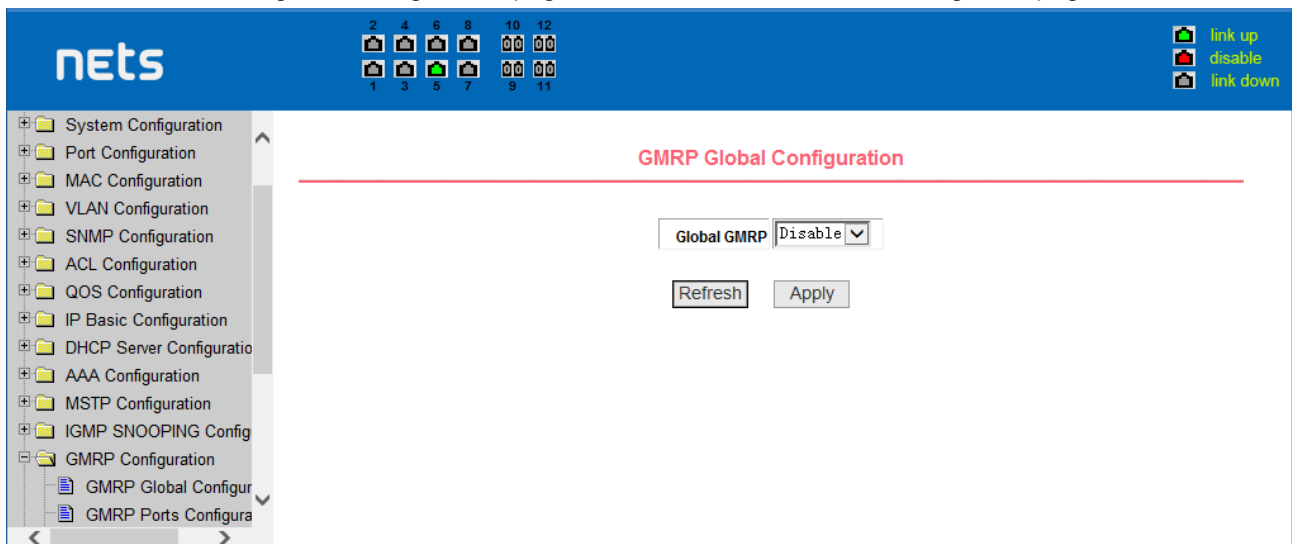 2 4 6 8 10 12
nets
1 3 5 7 9 11
link up
disable
link down
System Configuration
Port Configuration
MAC Configuration
VLAN Configuration
SNMP Configuration
ACL Configuration
QOS Configuration
IP Basic Configuration
DHCP Server Configuratio
AAA Configuration
MSTP Configuration
IGMP SNOOPING Config
GMRP Configuration
GMRP Global Configur
GMRP Ports Configura
GMRP Global Configuration
Global GMRP Disable
Refresh Apply